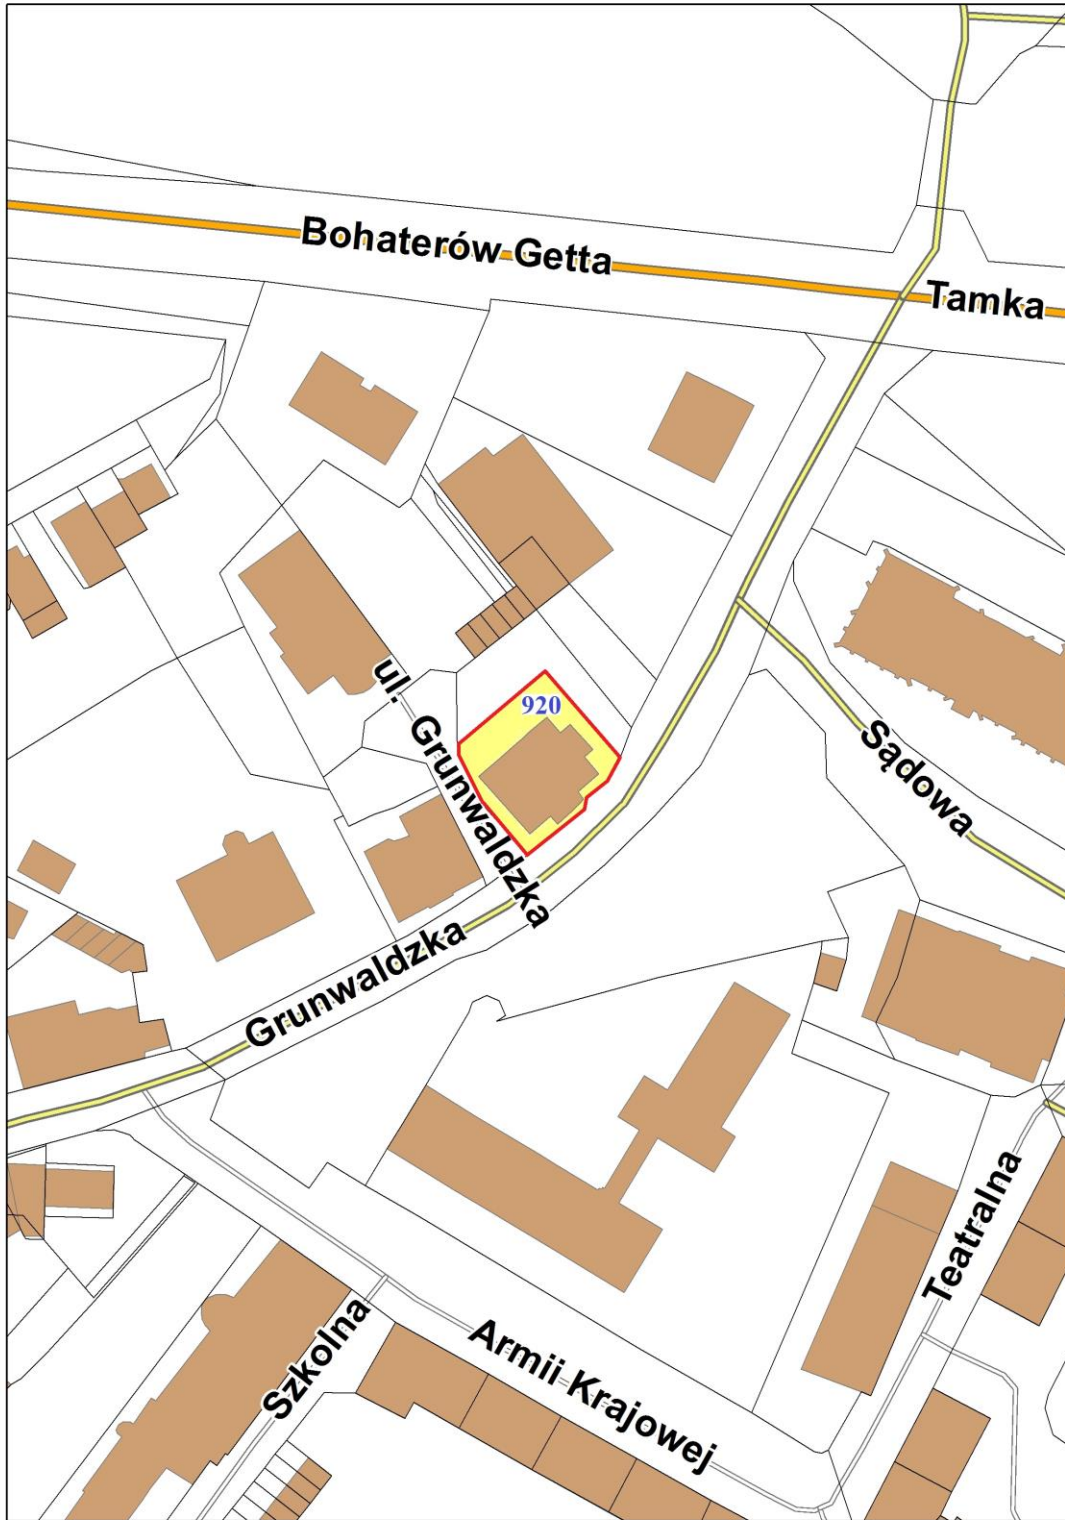 Bohaterów Getta
Tamka
920
ul. Grunwaldzka
Sądowa
Grunwaldzka
Teatralna
Szkolna
Armii Krajowej